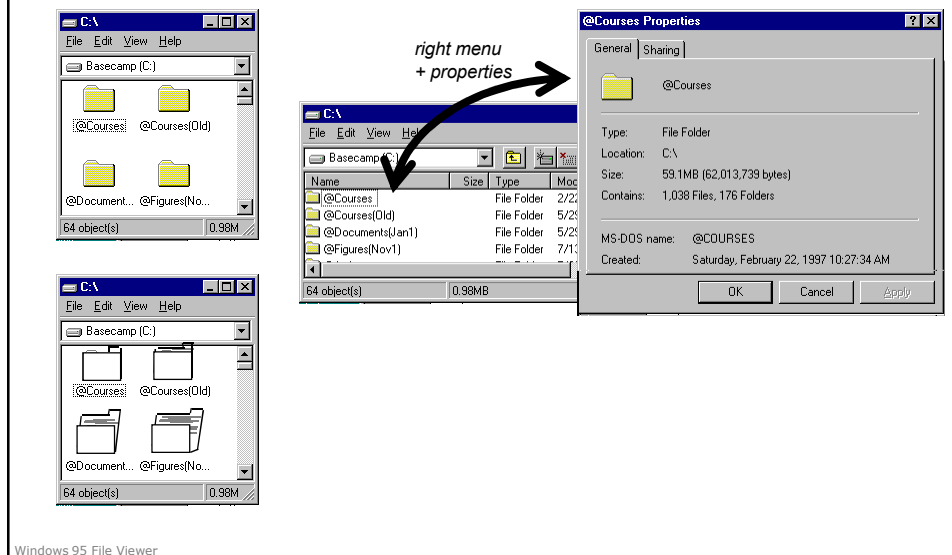 C:\
File Edit View Help
Basecamp (C:)
@Courses @Courses(Old)
@Document... @Figures(No...
64 object(s) 0.98M
right menu
+ properties
C:\
File Edit View Help
Basecamp (C:)
Name Size Type
@Courses File Folder 2/22
@Courses(Old) File Folder 5/29
@Documents(Jan1) File Folder 5/29
@Figures(Nov1) File Folder 7/13
64 object(s) 0.98MB
@Courses Properties
General Sharing
@Courses
Type: File Folder
Location: C:\
Size: 59.1MB (62,013,739 bytes)
Contains: 1,038 Files, 176 Folders
MS-DOS name: @COURSES
Created: Saturday, February 22, 1997 10:27:34 AM
OK Cancel Apply
C:\
File Edit View Help
Basecamp (C:)
@Courses @Courses(Old)
@Document... @Figures(No...
64 object(s) 0.98M
Windows 95 File Viewer